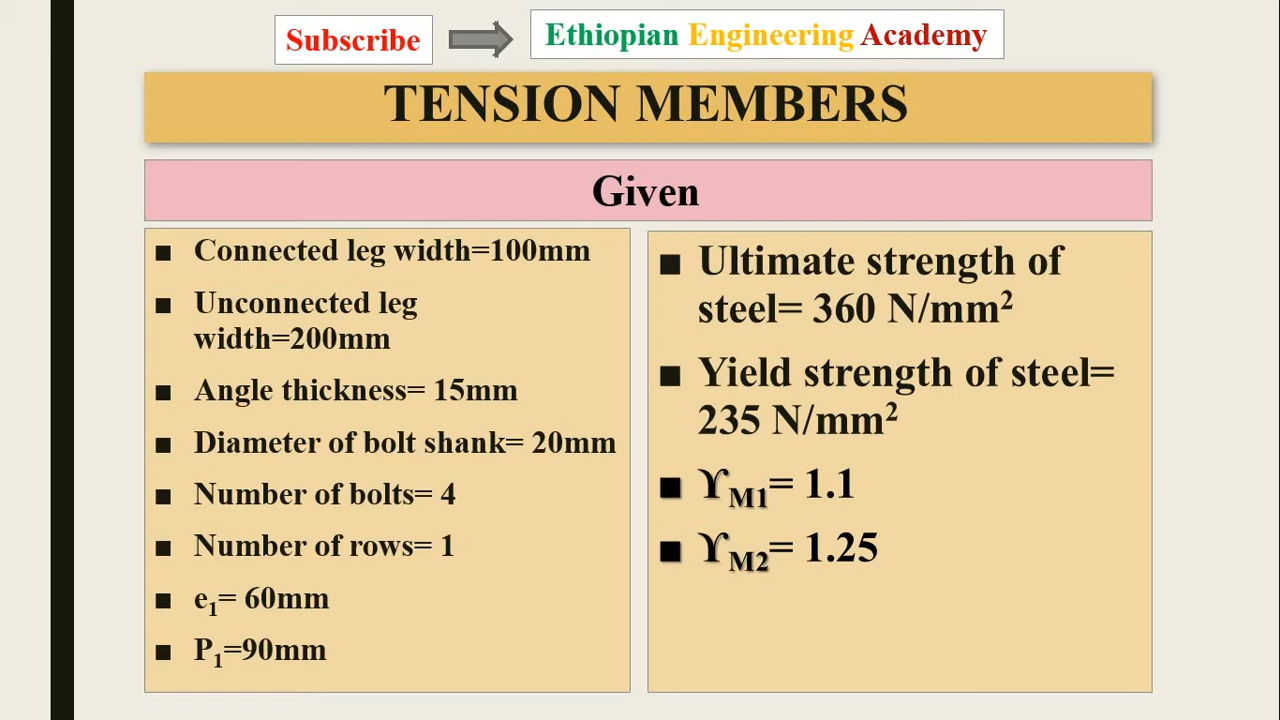 Subscribe
Ethiopian Engineering Academy
TENSION MEMBERS
Given
■ Connected leg width=100mm
■ Unconnected leg
width=200mm
■ Angle thickness= 15mm
■ Diameter of bolt shank= 20mm
■ Number of bolts= 4
■ Number of rows= 1
■ e₁= 60mm
■ P₁=90mm
■ Ultimate strength of
steel= 360 N/mm²
■ Yield strength of steel=
235 N/mm²
■ ϒM1= 1.1
■ ϒM2= 1.25